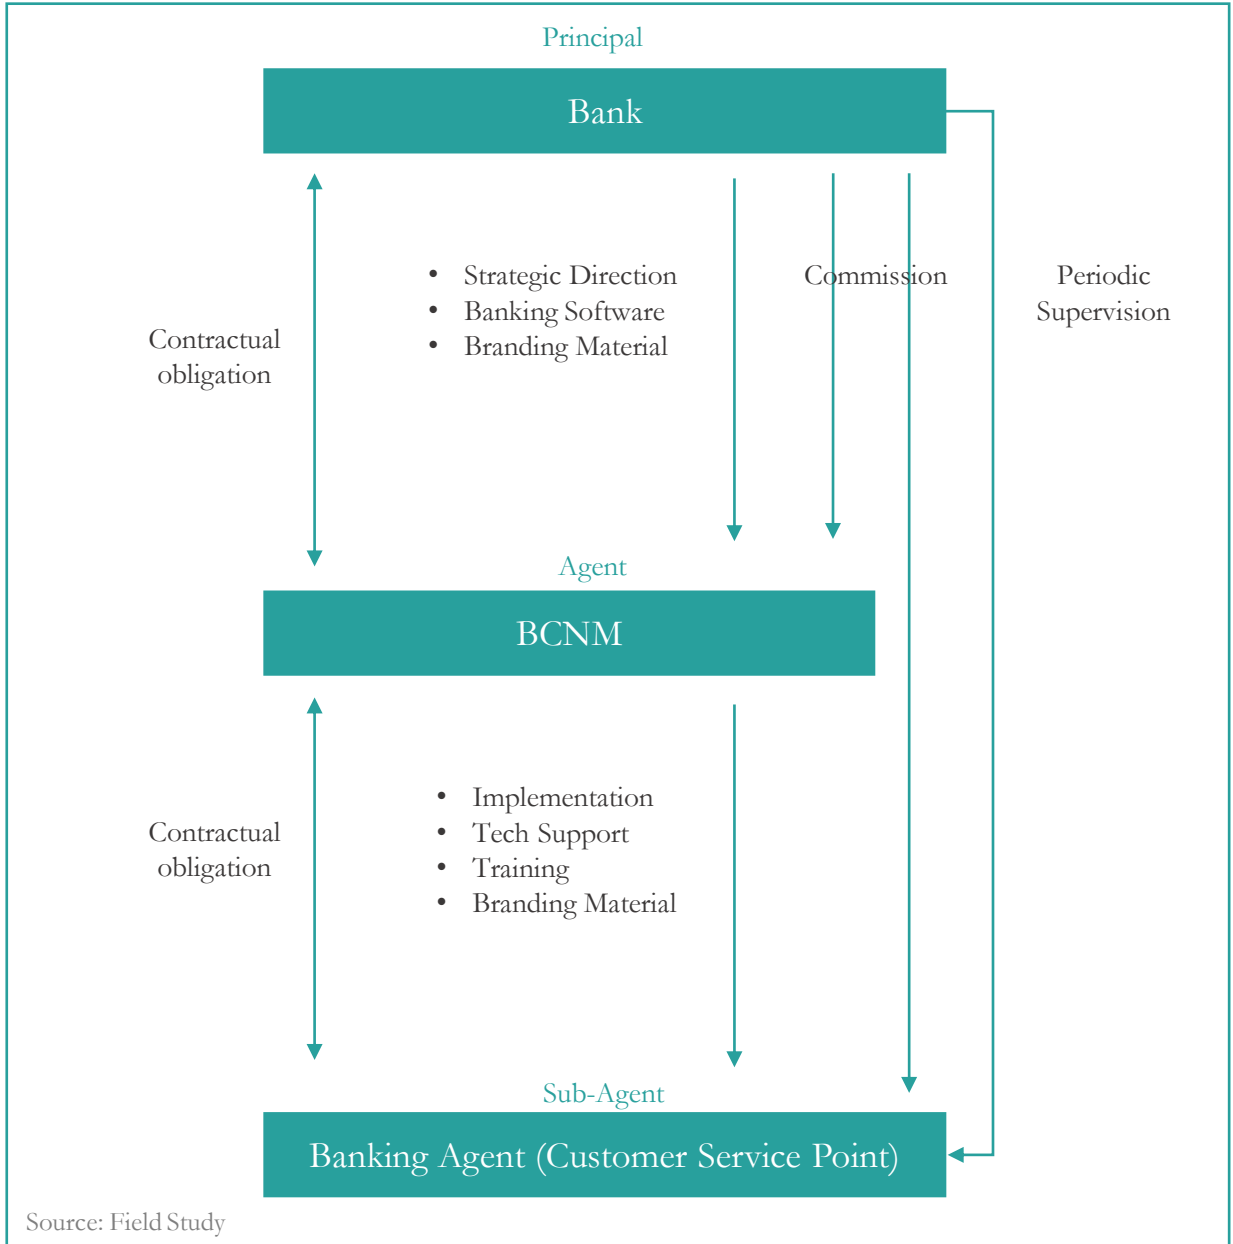 Principal
Bank
• Strategic Direction
• Banking Software
• Branding Material
Commission
Periodic
Supervision
Contractual
obligation
Agent
BCNM
• Implementation
• Tech Support
• Training
• Branding Material
Contractual
obligation
Sub-Agent
Banking Agent (Customer Service Point)
Source: Field Study